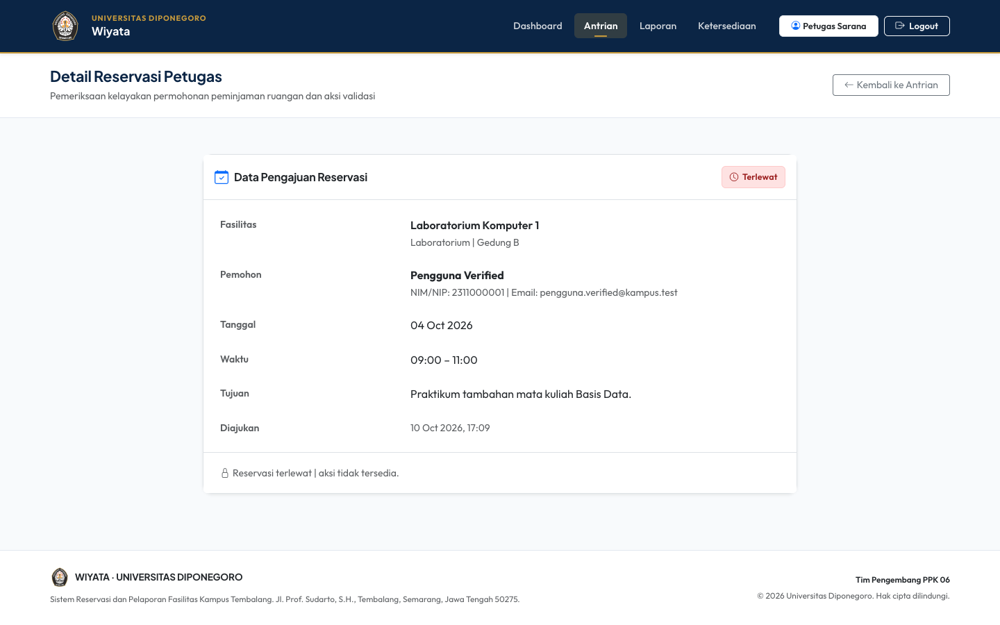 UNIVERSITAS DIPONEGORO
Wiyata
Dashboard
Antrian
Laporan
Ketersediaan
Petugas Sarana
Logout
Detail Reservasi Petugas
Pemeriksaan kelayakan permohonan peminjaman ruangan dan aksi validasi
Kembali ke Antrian
Data Pengajuan Reservasi
Terlewat
Fasilitas
Laboratorium Komputer 1
Laboratorium | Gedung B
Pemohon
Pengguna Verified
NIM/NIP: 2311000001 | Email: pengguna.verified@kampus.test
Tanggal
04 Oct 2026
Waktu
09:00 – 11:00
Tujuan
Praktikum tambahan mata kuliah Basis Data.
Diajukan
10 Oct 2026, 17:09
Reservasi terlewat | aksi tidak tersedia.
WIYATA · UNIVERSITAS DIPONEGORO
Sistem Reservasi dan Pelaporan Fasilitas Kampus Tembalang. Jl. Prof. Sudarto, S.H., Tembalang, Semarang, Jawa Tengah 50275.
Tim Pengembang PPK 06
© 2026 Universitas Diponegoro. Hak cipta dilindungi.